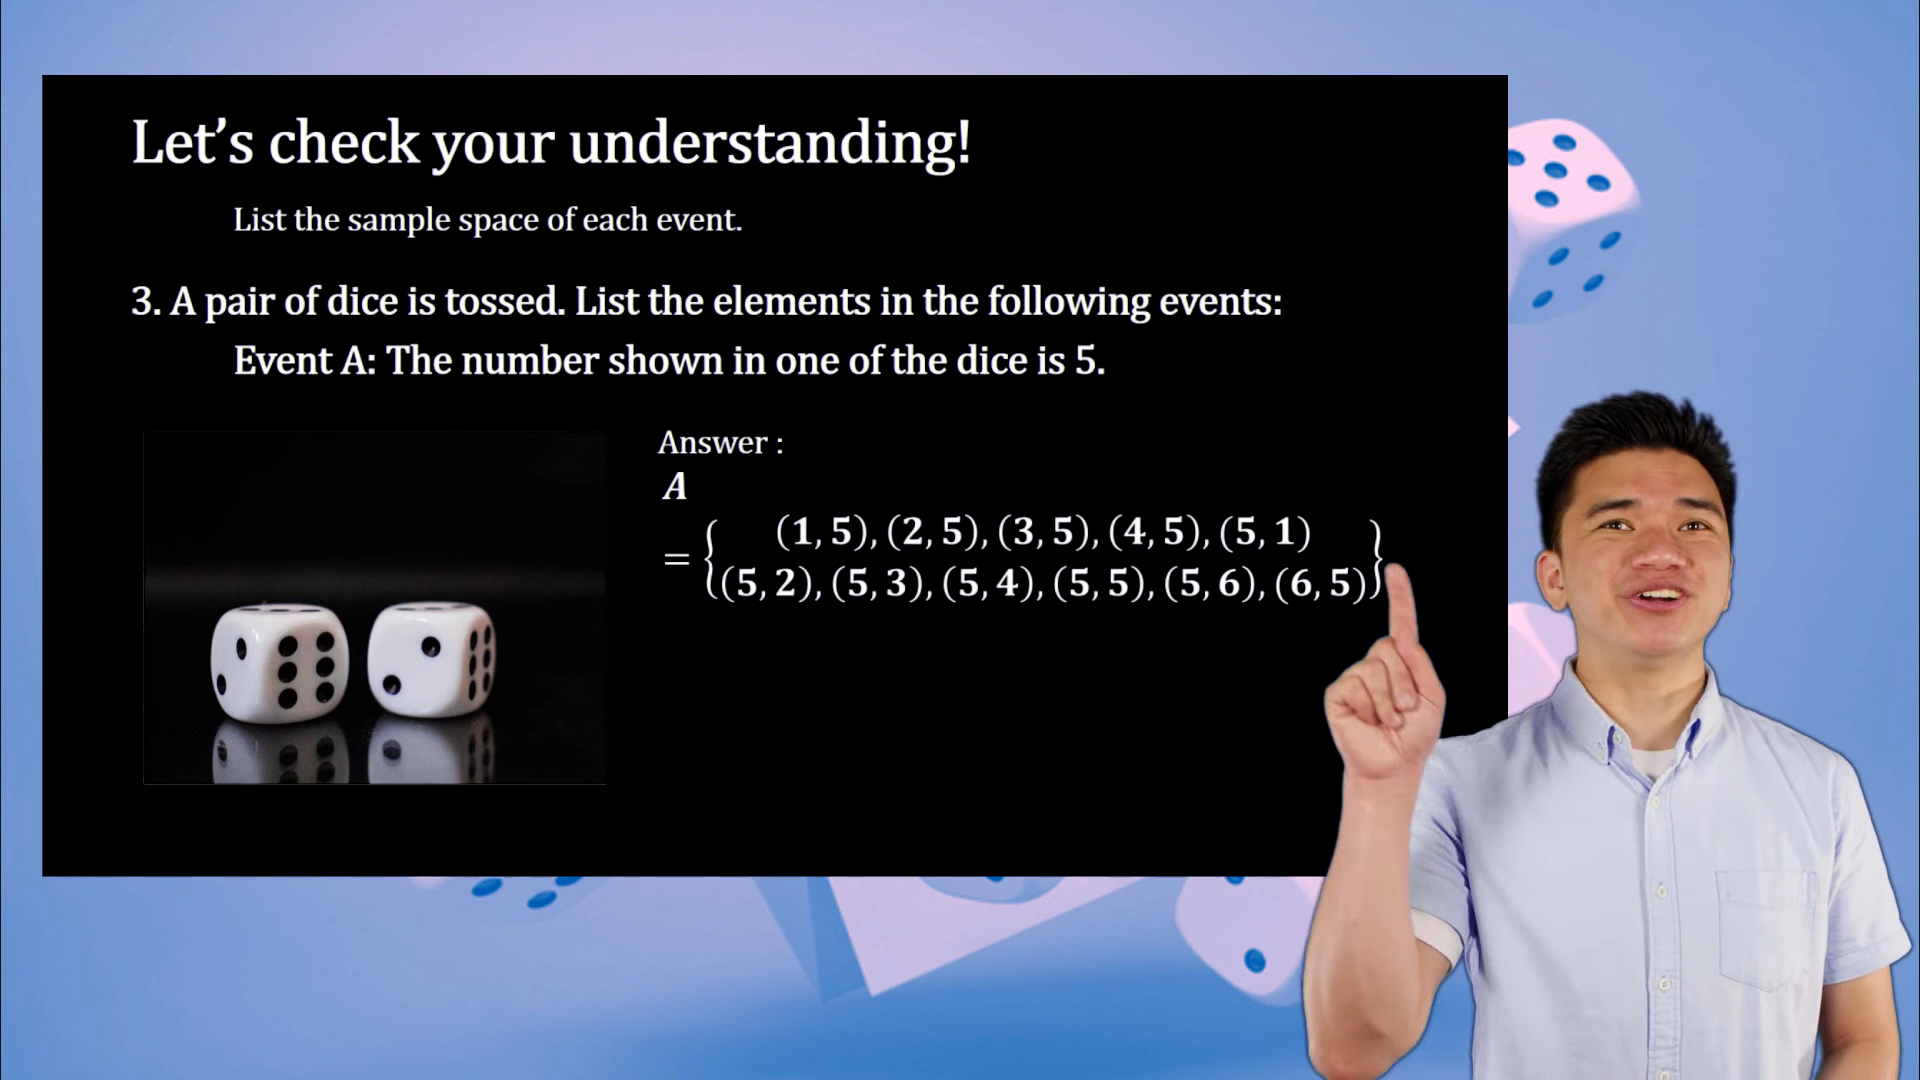 Let’s check your understanding!
List the sample space of each event.
3. A pair of dice is tossed. List the elements in the following events:
Event A: The number shown in one of the dice is 5.
Answer :
A
= { (1, 5), (2, 5), (3, 5), (4, 5), (5, 1)
(5, 2), (5, 3), (5, 4), (5, 5), (5, 6), (6, 5) }